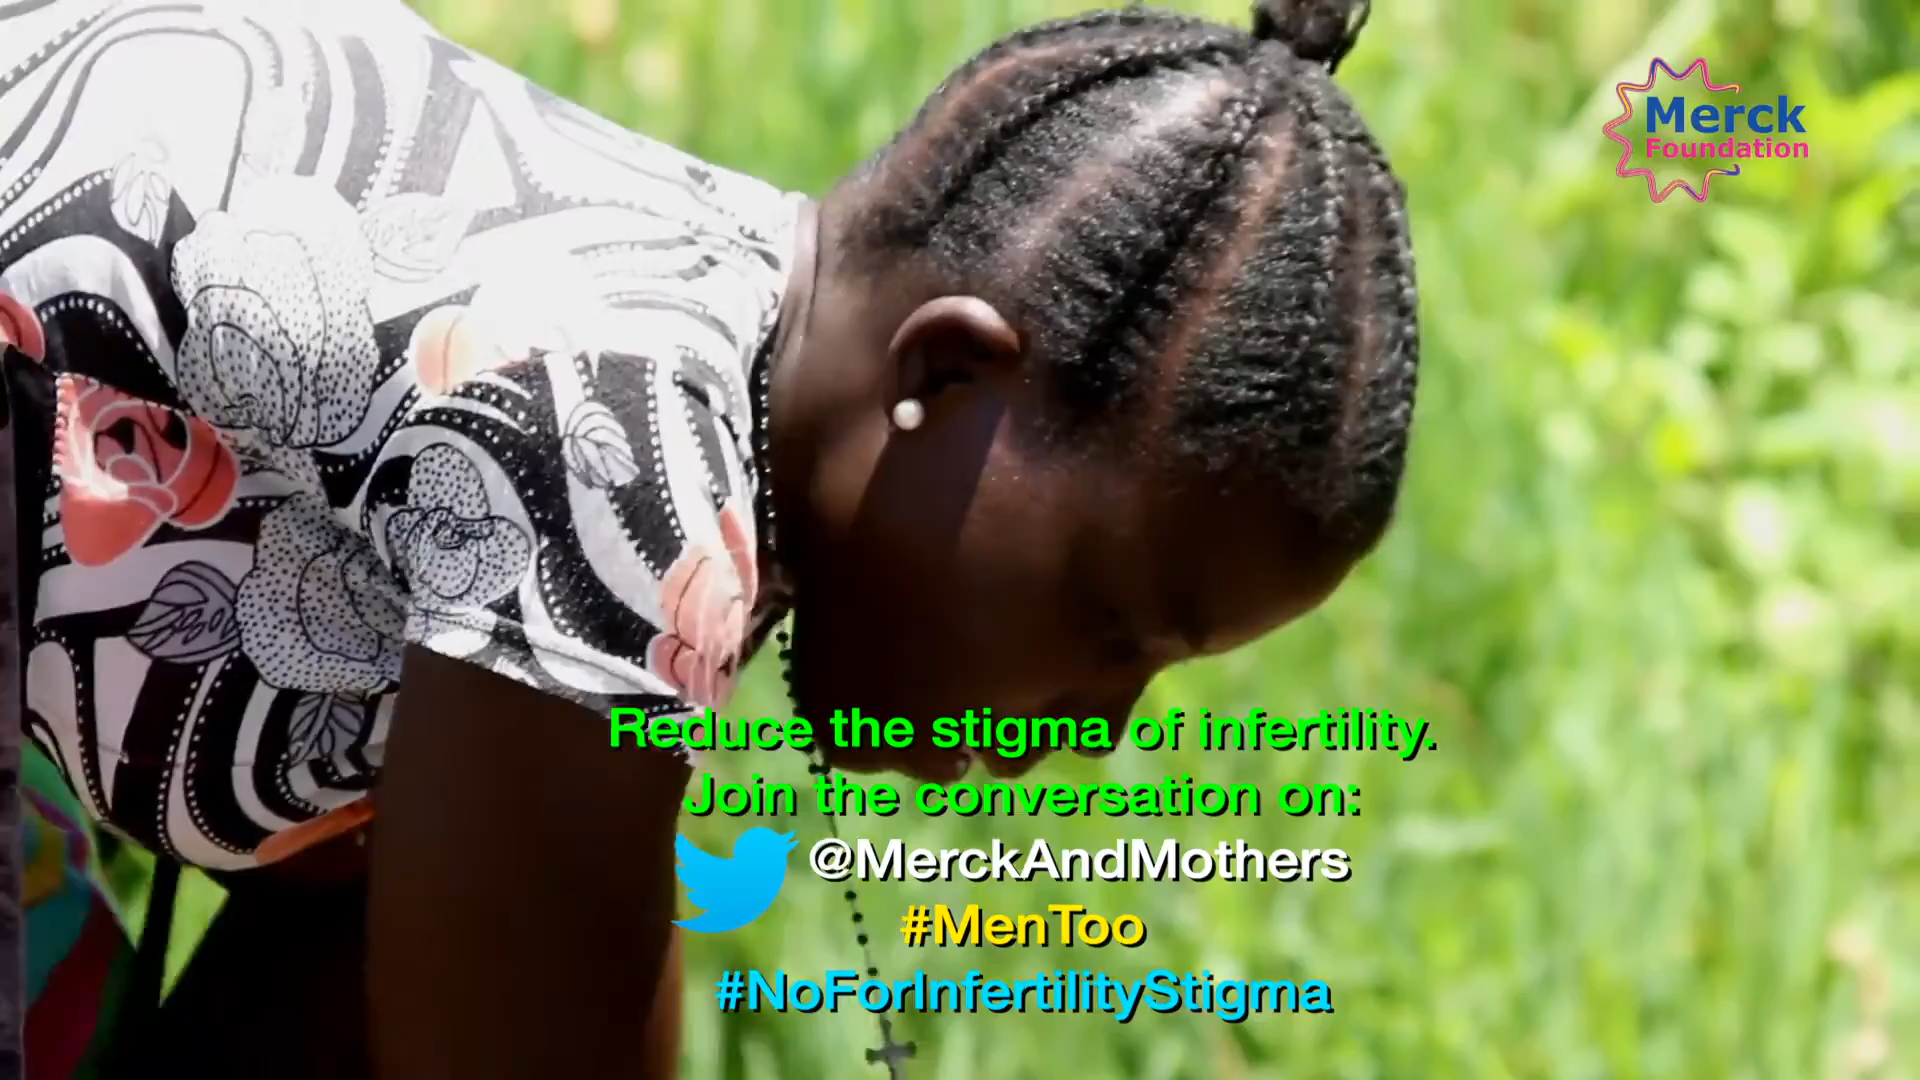 Merck
Foundation
Reduce the stigma of infertility.
Join the conversation on:
@MerckAndMothers
#MenToo
#NoForInfertilityStigma